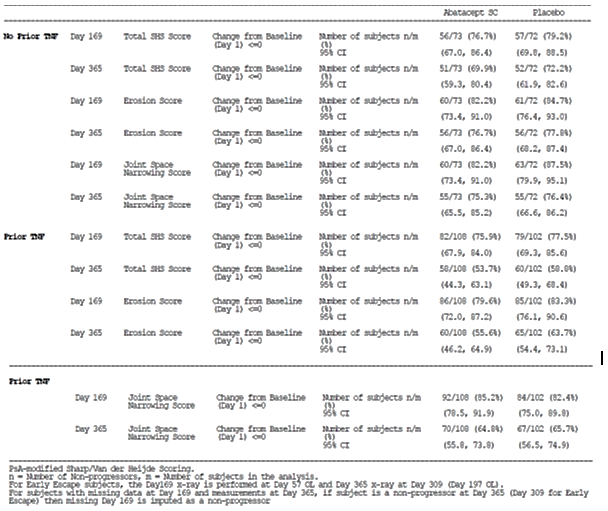 Abatacept SC Placebo
No Prior TNF Day 169 Total SHS Score Change from Baseline (Day 1) <=0 Number of subjects n/m (%) 56/73 (76.7%) 57/72 (79.2%)
95% CI (67.0, 86.4) (69.8, 88.5)
Day 365 Total SHS Score Change from Baseline (Day 1) <=0 Number of subjects n/m (%) 51/73 (69.9%) 52/72 (72.2%)
95% CI (59.3, 80.4) (61.9, 82.6)
Day 169 Erosion Score Change from Baseline (Day 1) <=0 Number of subjects n/m (%) 60/73 (82.2%) 61/72 (84.7%)
95% CI (73.4, 91.0) (76.4, 93.0)
Day 365 Erosion Score Change from Baseline (Day 1) <=0 Number of subjects n/m (%) 56/73 (76.7%) 56/72 (77.8%)
95% CI (67.0, 86.4) (68.2, 87.4)
Day 169 Joint Space Narrowing Score Change from Baseline (Day 1) <=0 Number of subjects n/m (%) 60/73 (82.2%) 63/72 (87.5%)
95% CI (73.4, 91.0) (79.9, 95.1)
Day 365 Joint Space Narrowing Score Change from Baseline (Day 1) <=0 Number of subjects n/m (%) 55/73 (75.3%) 55/72 (76.4%)
95% CI (65.5, 85.2) (66.6, 86.2)
Prior TNF Day 169 Total SHS Score Change from Baseline (Day 1) <=0 Number of subjects n/m (%) 82/108 (75.9%) 79/102 (77.5%)
95% CI (67.9, 84.0) (69.3, 85.6)
Day 365 Total SHS Score Change from Baseline (Day 1) <=0 Number of subjects n/m (%) 58/108 (53.7%) 60/102 (58.8%)
95% CI (44.3, 63.1) (49.3, 68.4)
Day 169 Erosion Score Change from Baseline (Day 1) <=0 Number of subjects n/m (%) 86/108 (79.6%) 85/102 (83.3%)
95% CI (72.0, 87.2) (76.1, 90.6)
Day 365 Erosion Score Change from Baseline (Day 1) <=0 Number of subjects n/m (%) 60/108 (55.6%) 65/102 (63.7%)
95% CI (46.2, 64.9) (54.4, 73.1)
Prior TNF
Day 169 Joint Space Narrowing Score Change from Baseline (Day 1) <=0 Number of subjects n/m (%) 92/108 (85.2%) 84/102 (82.4%)
95% CI (78.5, 91.9) (75.0, 89.8)
Day 365 Joint Space Narrowing Score Change from Baseline (Day 1) <=0 Number of subjects n/m (%) 70/108 (64.8%) 67/102 (65.7%)
95% CI (55.8, 73.8) (56.5, 74.9)
PsA-modified Sharp/Van der Heijde Scoring.
n = Number of Non-progressors, m = Number of subjects in the analysis.
For Early Escape subjects, the Day169 x-ray is performed at Day 57 OL and Day 365 x-ray at Day 309 (Day 197 OL).
For subjects with missing data at Day 169 and measurements at Day 365, if subject is a non-progressor at Day 365 (Day 309 for Early
Escape) then missing Day 169 is imputed as a non-progressor